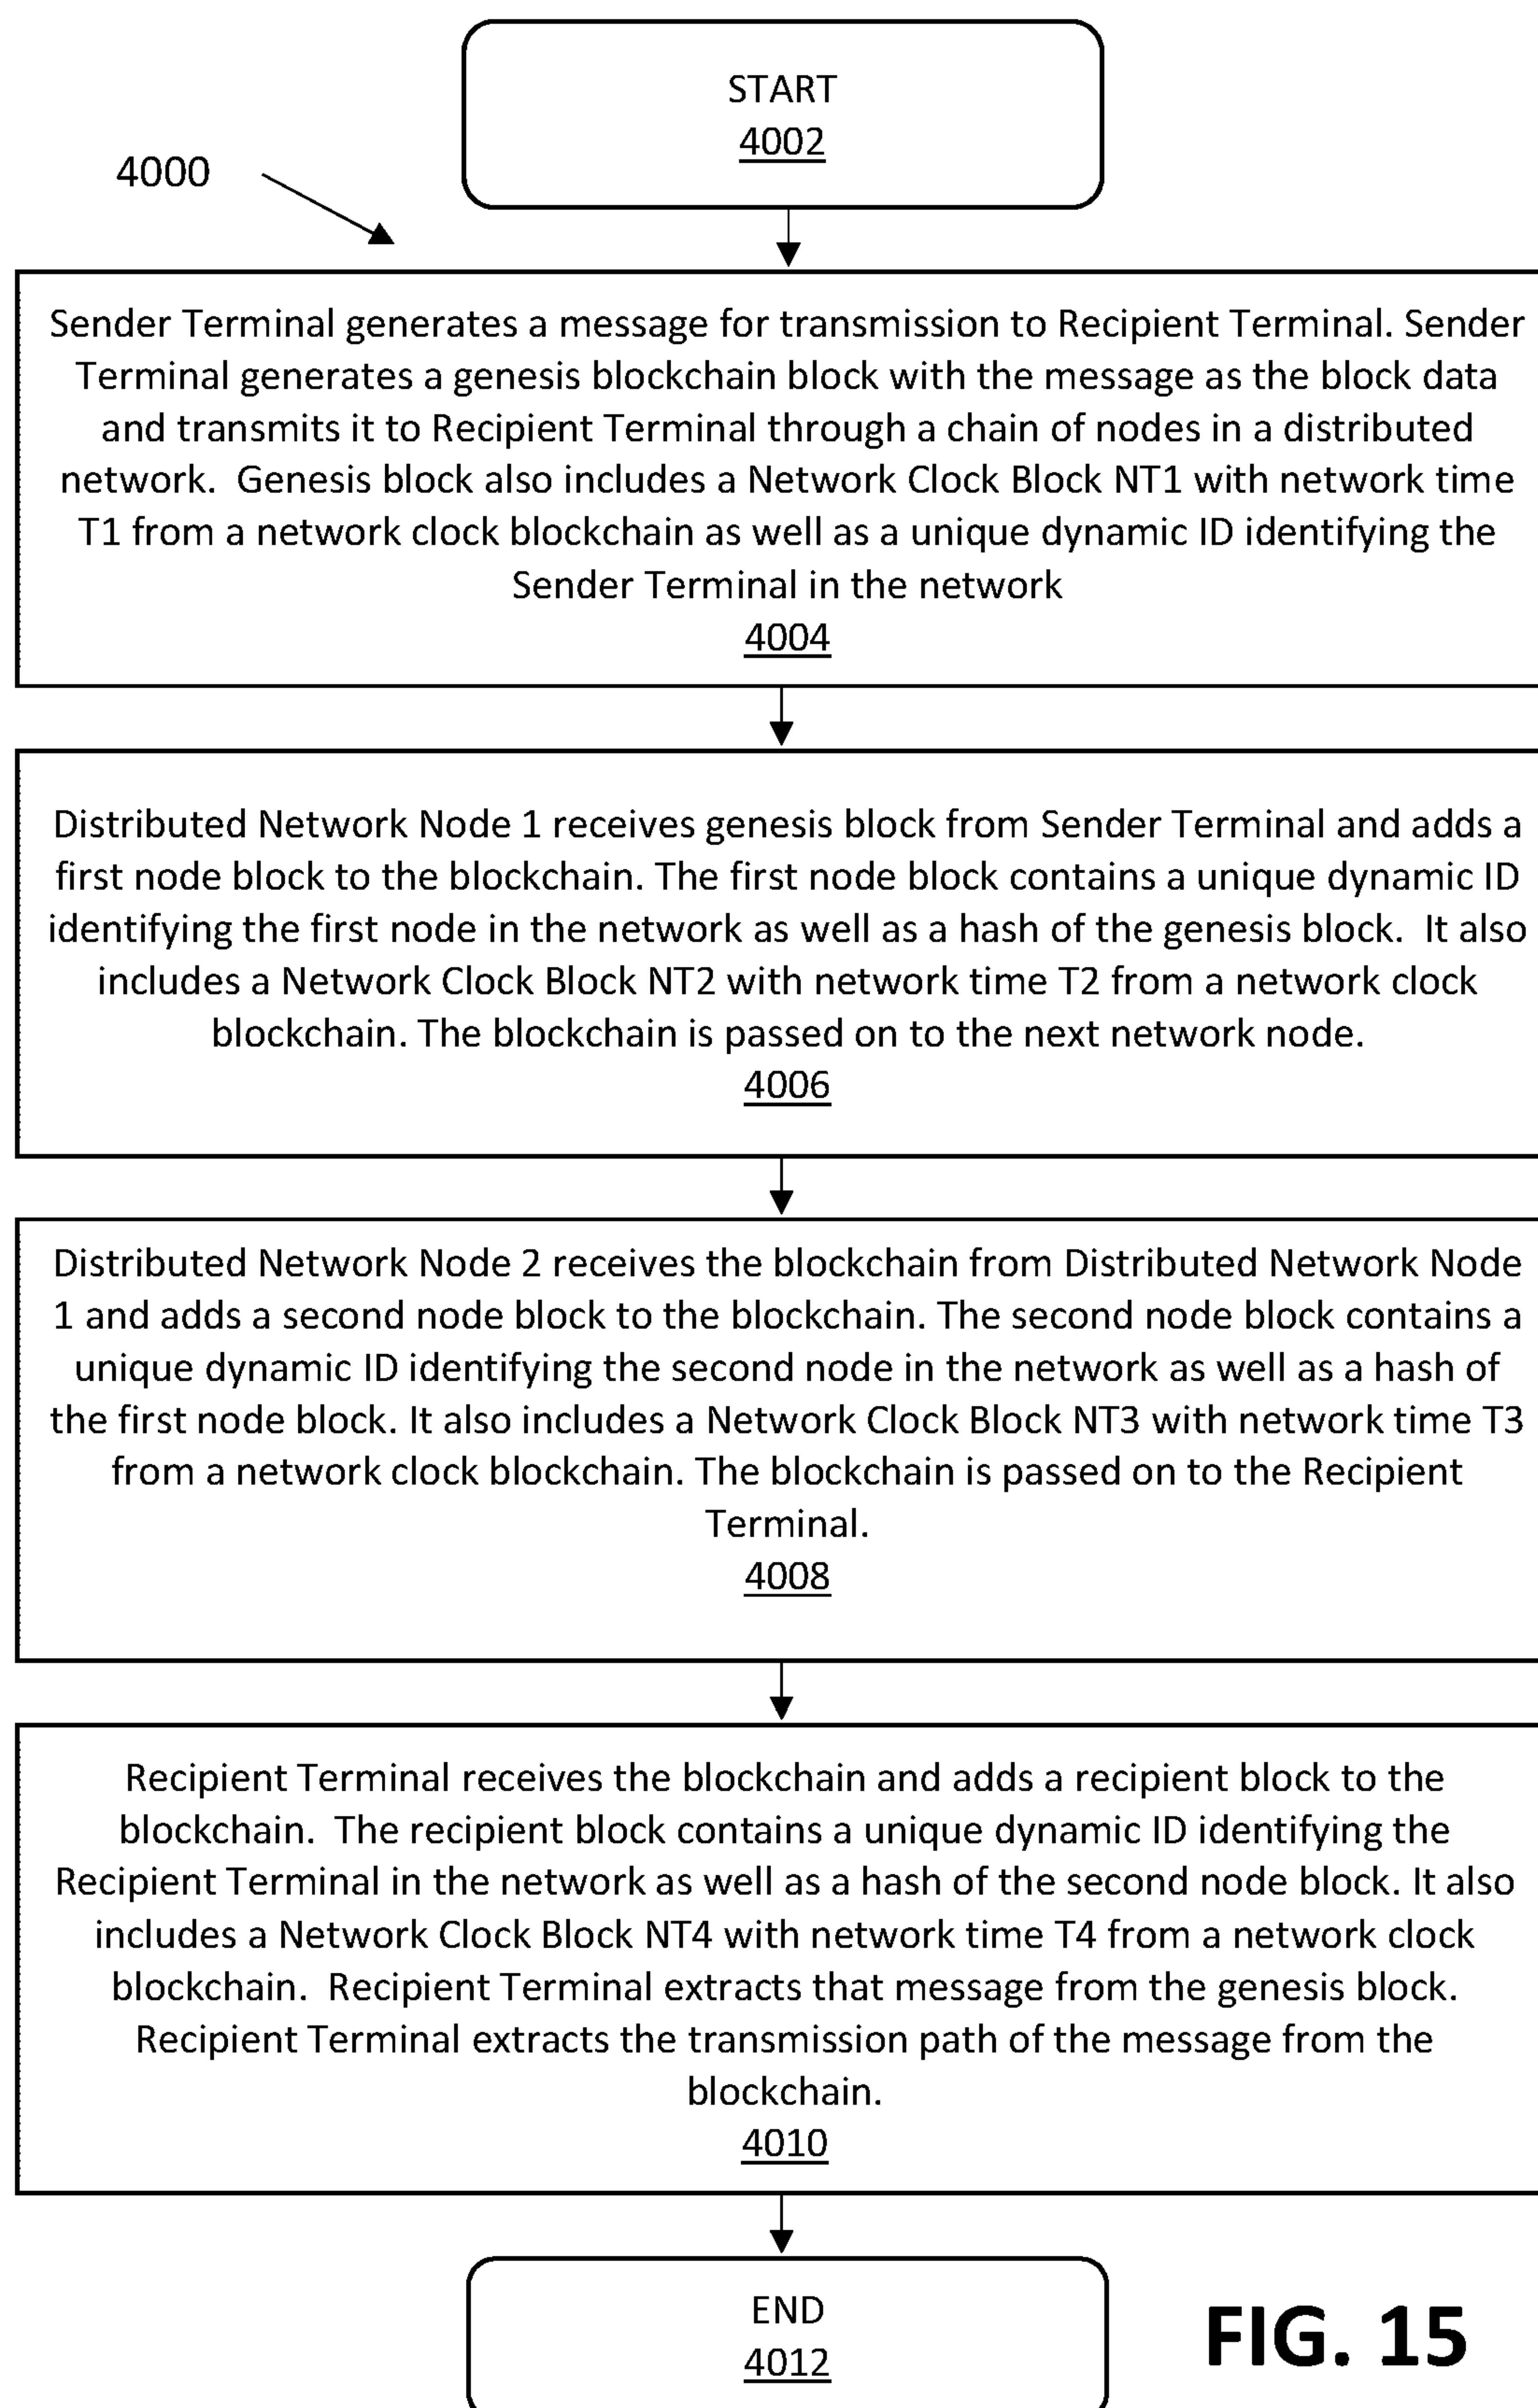 START
4002
4000
Sender Terminal generates a message for transmission to Recipient Terminal. Sender
Terminal generates a genesis blockchain block with the message as the block data
and transmits it to Recipient Terminal through a chain of nodes in a distributed
network. Genesis block also includes a Network Clock Block NT1 with network time
T1 from a network clock blockchain as well as a unique dynamic ID identifying the
Sender Terminal in the network
4004
Distributed Network Node 1 receives genesis block from Sender Terminal and adds a
first node block to the blockchain. The first node block contains a unique dynamic ID
identifying the first node in the network as well as a hash of the genesis block. It also
includes a Network Clock Block NT2 with network time T2 from a network clock
blockchain. The blockchain is passed on to the next network node.
4006
Distributed Network Node 2 receives the blockchain from Distributed Network Node
1 and adds a second node block to the blockchain. The second node block contains a
unique dynamic ID identifying the second node in the network as well as a hash of
the first node block. It also includes a Network Clock Block NT3 with network time T3
from a network clock blockchain. The blockchain is passed on to the Recipient
Terminal.
4008
Recipient Terminal receives the blockchain and adds a recipient block to the
blockchain. The recipient block contains a unique dynamic ID identifying the
Recipient Terminal in the network as well as a hash of the second node block. It also
includes a Network Clock Block NT4 with network time T4 from a network clock
blockchain. Recipient Terminal extracts that message from the genesis block.
Recipient Terminal extracts the transmission path of the message from the
blockchain.
4010
END
4012
FIG. 15